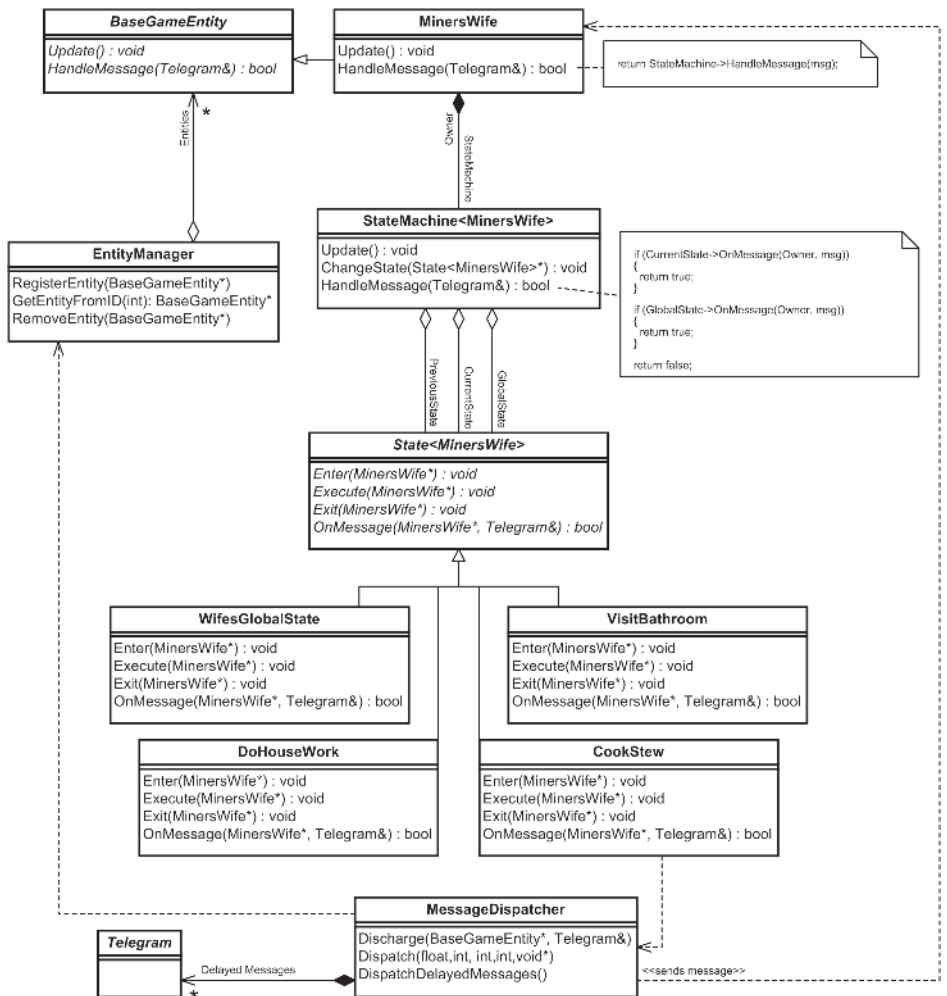 BaseGameEntity
Update() : void
HandleMessage(Telegram&) : bool
MinersWife
Update() : void
HandleMessage(Telegram&) : bool
return StateMachine->HandleMessage(msg);
Entities
*
Owner
StateMachine
EntityManager
RegisterEntity(BaseGameEntity*)
GetEntityFromID(int): BaseGameEntity*
RemoveEntity(BaseGameEntity*)
StateMachine<MinersWife>
Update() : void
ChangeState(State<MinersWife>*) : void
HandleMessage(Telegram&) : bool
if (CurrentState->OnMessage(Owner, msg))
{
return true;
}
if (GlobalState->OnMessage(Owner, msg))
{
return true;
}
return false;
PreviousState
CurrentState
GlobalState
State<MinersWife>
Enter(MinersWife*) : void
Execute(MinersWife*) : void
Exit(MinersWife*) : void
OnMessage(MinersWife*, Telegram&) : bool
WifesGlobalState
Enter(MinersWife*) : void
Execute(MinersWife*) : void
Exit(MinersWife*) : void
OnMessage(MinersWife*, Telegram&) : bool
VisitBathroom
Enter(MinersWife*) : void
Execute(MinersWife*) : void
Exit(MinersWife*) : void
OnMessage(MinersWife*, Telegram&) : bool
DoHouseWork
Enter(MinersWife*) : void
Execute(MinersWife*) : void
Exit(MinersWife*) : void
OnMessage(MinersWife*, Telegram&) : bool
CookStew
Enter(MinersWife*) : void
Execute(MinersWife*) : void
Exit(MinersWife*) : void
OnMessage(MinersWife*, Telegram&) : bool
MessageDispatcher
Discharge(BaseGameEntity*, Telegram&)
Dispatch(float,int, int,int,void*)
DispatchDelayedMessages()
Telegram
Delayed Messages
*
<<sends message>>